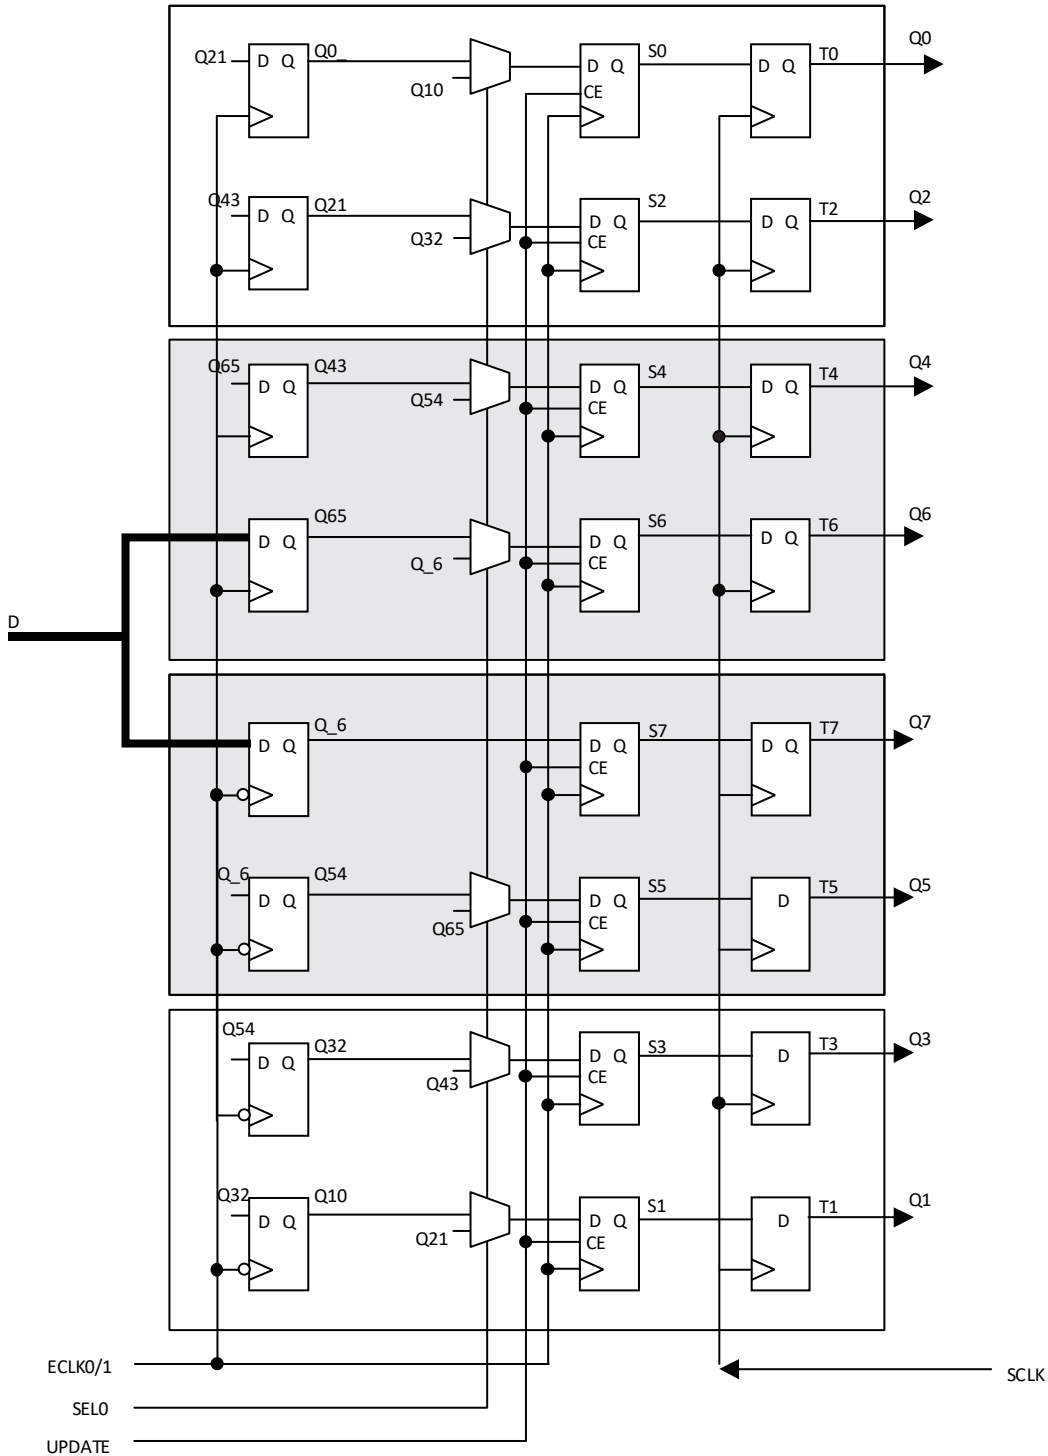 Q0
Q21 D Q Q0_ Q10 D Q CE S0 D Q T0
Q2
Q43 D Q Q21 Q32 D Q CE S2 D Q T2
Q4
Q65 D Q Q43 Q54 D Q CE S4 D Q T4
Q6
D Q Q65 Q_6 D Q CE S6 D Q T6
D
Q7
D Q Q_6 D Q CE S7 D Q T7
Q5
Q_6 D Q Q54 Q65 D Q CE S5 D T5
Q3
Q54 D Q Q32 Q43 D Q CE S3 D T3
Q1
Q32 D Q Q10 Q21 D Q CE S1 D T1
ECLK0/1
SCLK
SEL0
UPDATE